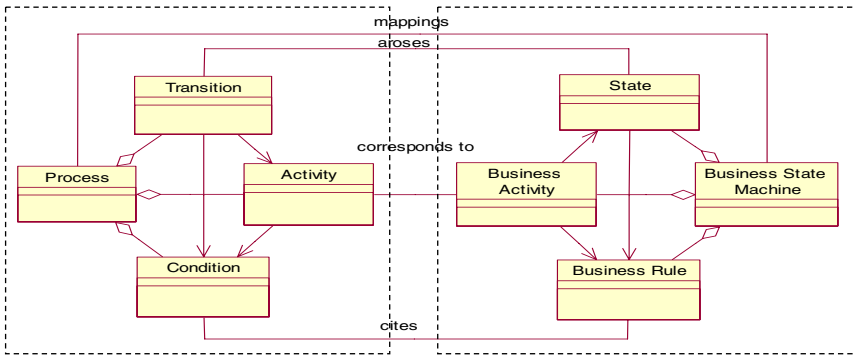 mappings
aroses
Transition
State
corresponds to
Process
Activity
Business
Activity
Business State
Machine
Condition
Business Rule
cites